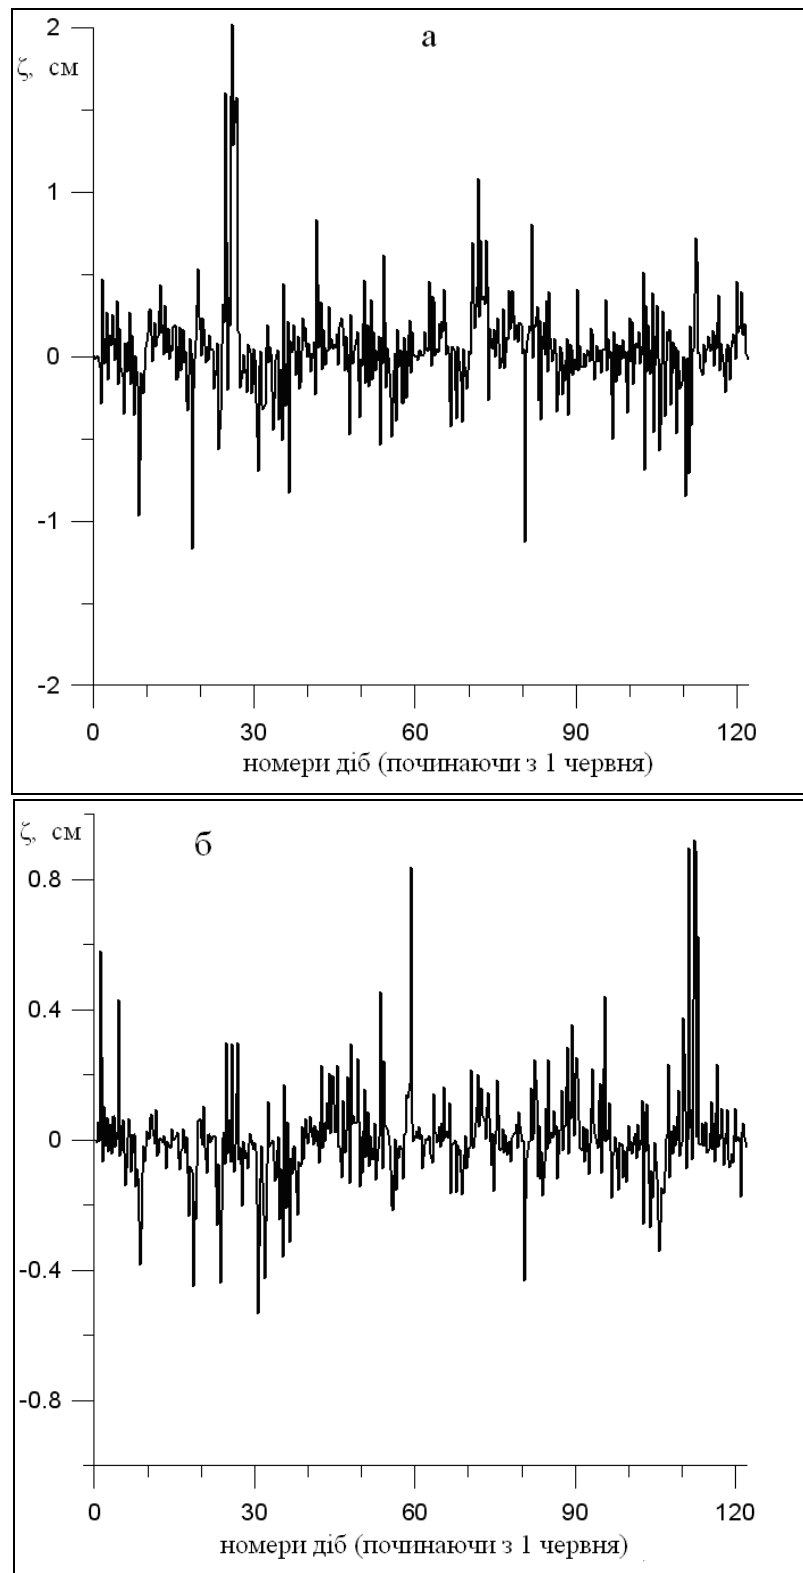 а
2
ζ, см
1
0
-1
-2
0 30 60 90 120
номери діб (починаючи з 1 червня)
б
ζ, см
0.8
0.4
0
-0.4
-0.8
0 30 60 90 120
номери діб (починаючи з 1 червня)